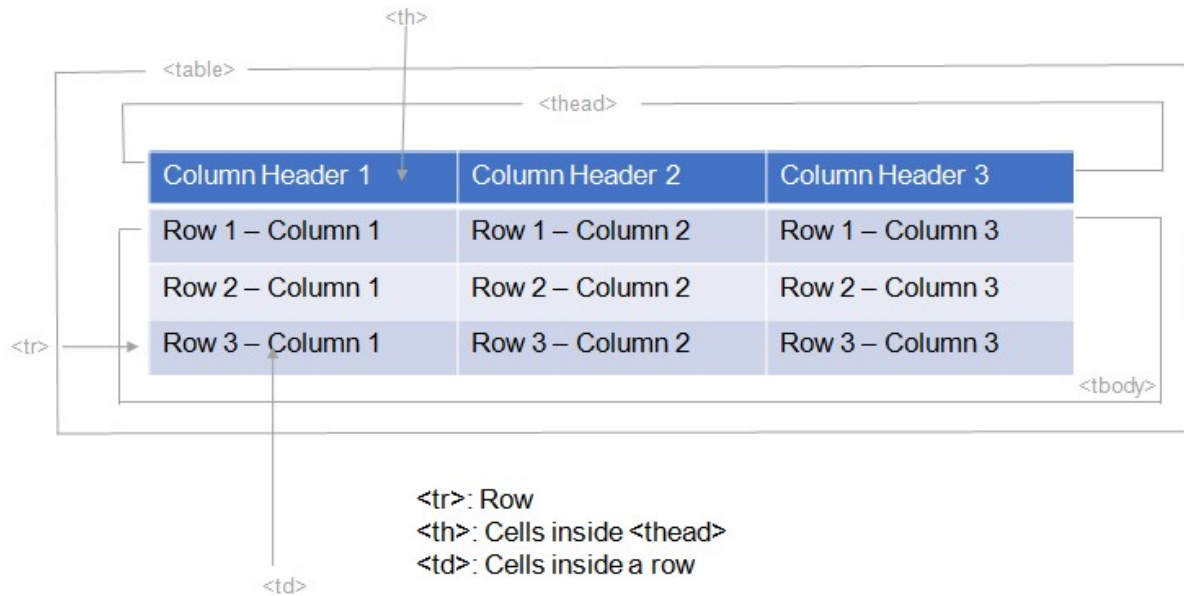 <th>
<table>
<thead>
Column Header 1 Column Header 2 Column Header 3
Row 1 – Column 1 Row 1 – Column 2 Row 1 – Column 3
Row 2 – Column 1 Row 2 – Column 2 Row 2 – Column 3
<tr> Row 3 – Column 1 Row 3 – Column 2 Row 3 – Column 3
<tbody>
<tr>: Row
<th>: Cells inside <thead>
<td>: Cells inside a row
<td>